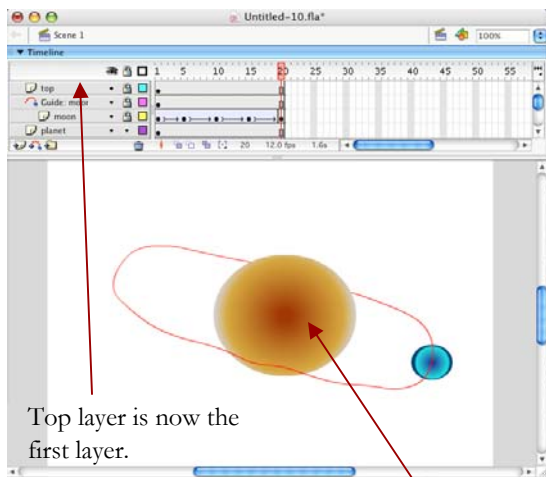 Untitled-10.fla*
Scene 1
100%
Timeline
1 5 10 15 20 25 30 35 40 45 50 55
top
Guide: moon
moon
planet
20 12.0 fps 1.6s
Top layer is now the
first layer.